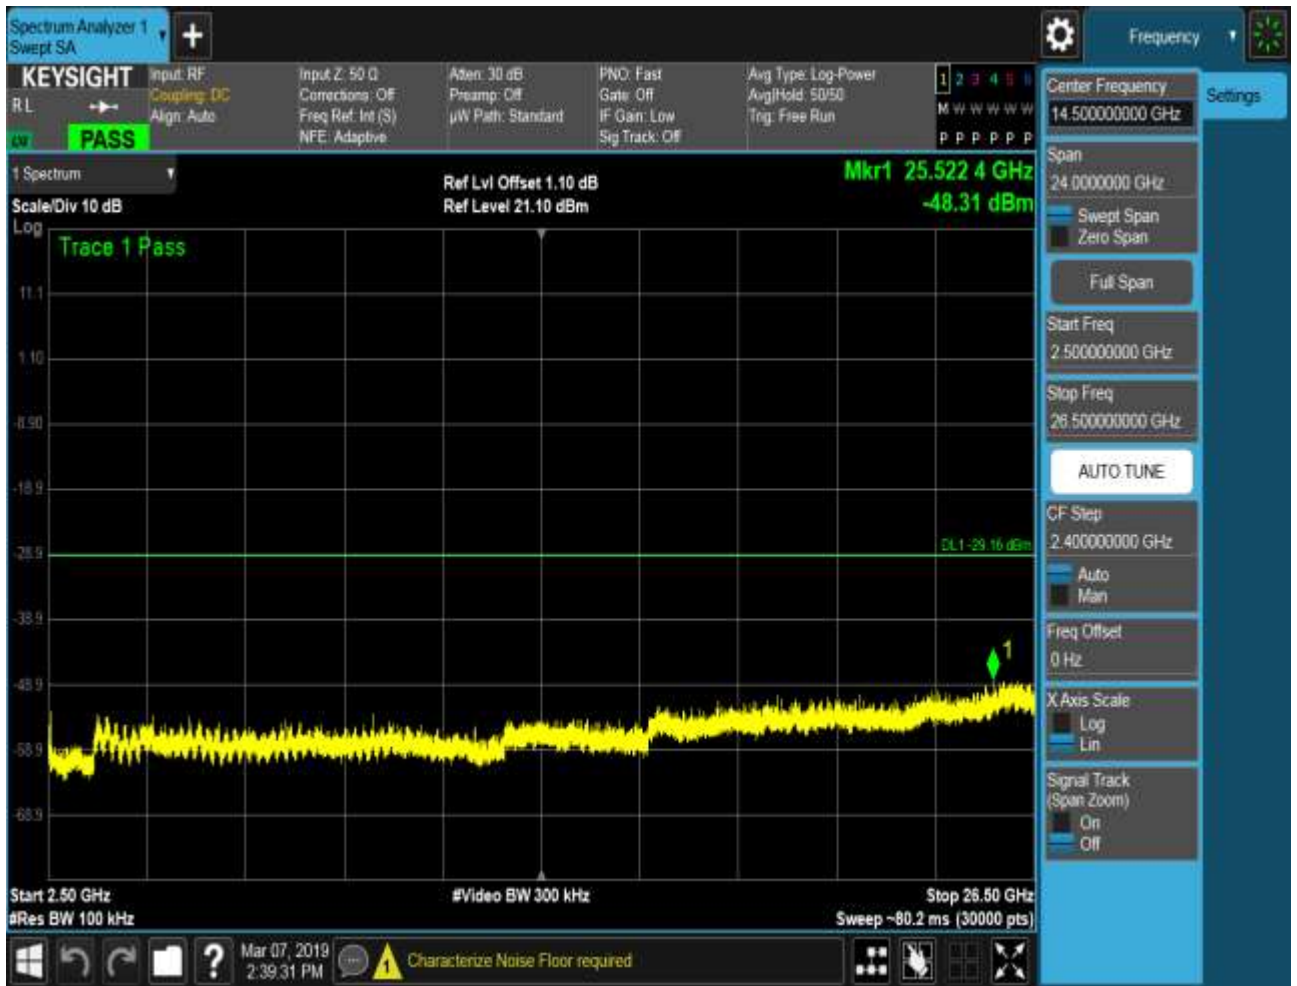 Spectrum Analyzer 1
Swept SA
Frequency
KEYSIGHT
R L
PASS
Input: RF
Coupling: DC
Align: Auto
Input Z: 50 Ω
Corrections: Off
Freq Ref: Int (S)
NFE: Adaptive
Atten: 30 dB
Preamp: Off
µW Path: Standard
PNO: Fast
Gate: Off
IF Gain: Low
Sig Track: Off
Avg Type: Log-Power
Avg|Hold: 50/50
Trig: Free Run
1 2 3 4 5 6
M W W W W W
P P P P P P
1 Spectrum
Scale/Div 10 dB
Ref Lvl Offset 1.10 dB
Ref Level 21.10 dBm
Mkr1 25.522 4 GHz
-48.31 dBm
Log
Trace 1 Pass
11.1
1.10
-8.90
-18.9
-28.9
DL1 -29.16 dBm
-38.9
1
-48.9
-58.9
-68.9
Start 2.50 GHz
#Video BW 300 kHz
Stop 26.50 GHz
#Res BW 100 kHz
Sweep ~80.2 ms (30000 pts)
Center Frequency
14.500000000 GHz
Settings
Span
24.0000000 GHz
Swept Span
Zero Span
Full Span
Start Freq
2.500000000 GHz
Stop Freq
26.500000000 GHz
AUTO TUNE
CF Step
2.400000000 GHz
Auto
Man
Freq Offset
0 Hz
X Axis Scale
Log
Lin
Signal Track
(Span Zoom)
On
Off
?
Mar 07, 2019
2:39:31 PM
1
Characterize Noise Floor required